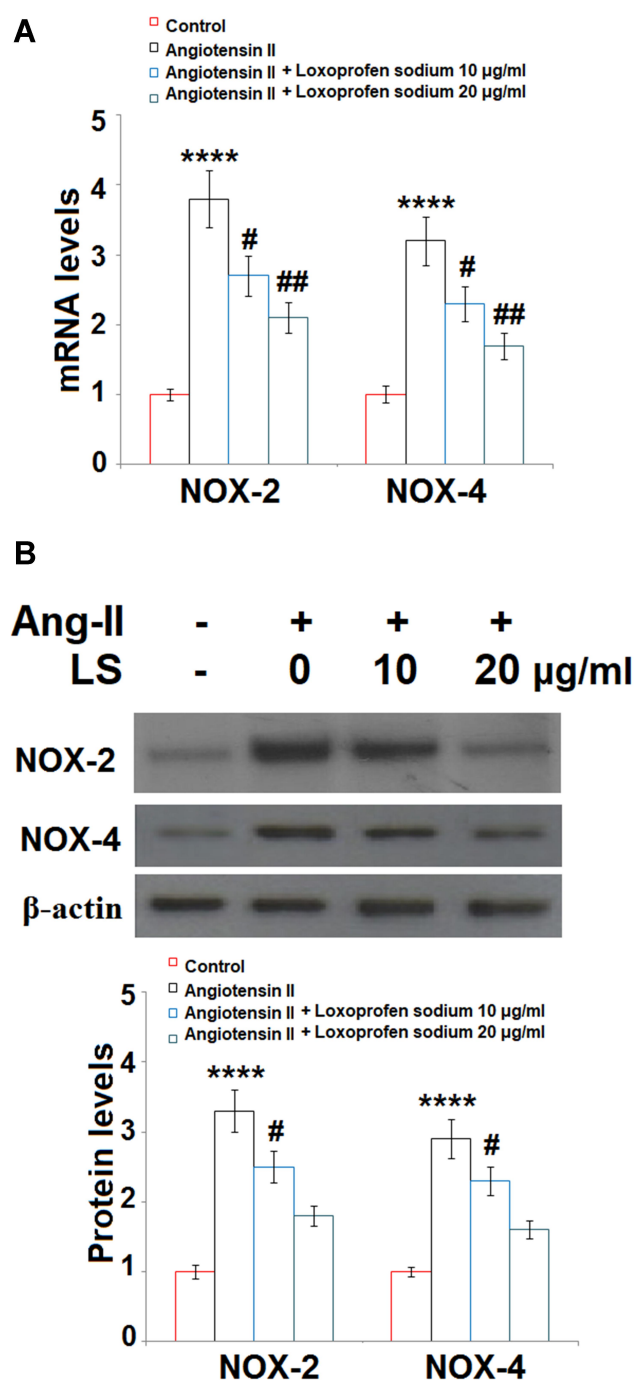 A
Control
Angiotensin II
Angiotensin II + Loxoprofen sodium 10 µg/ml
Angiotensin II + Loxoprofen sodium 20 µg/ml
mRNA levels
5
4
3
2
1
0
****
#
##
****
#
##
NOX-2 NOX-4
B
Ang-II - + + +
LS - 0 10 20 µg/ml
NOX-2
NOX-4
β-actin
Control
Angiotensin II
Angiotensin II + Loxoprofen sodium 10 µg/ml
Angiotensin II + Loxoprofen sodium 20 µg/ml
Protein levels
5
4
3
2
1
0
****
#
****
#
NOX-2 NOX-4